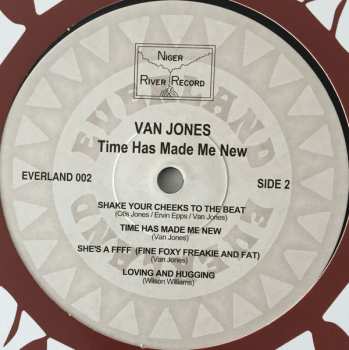 NIGER
RIVER RECORD
VAN JONES
Time Has Made Me New
EVERLAND 002
SIDE 2
SHAKE YOUR CHEEKS TO THE BEAT
(Otis Jones / Ervin Epps / Van Jones)
TIME HAS MADE ME NEW
(Van Jones)
SHE'S A FFFF (FINE FOXY FREAKIE AND FAT)
(Van Jones)
LOVING AND HUGGING
(Wilson Williams)
EVERLAND